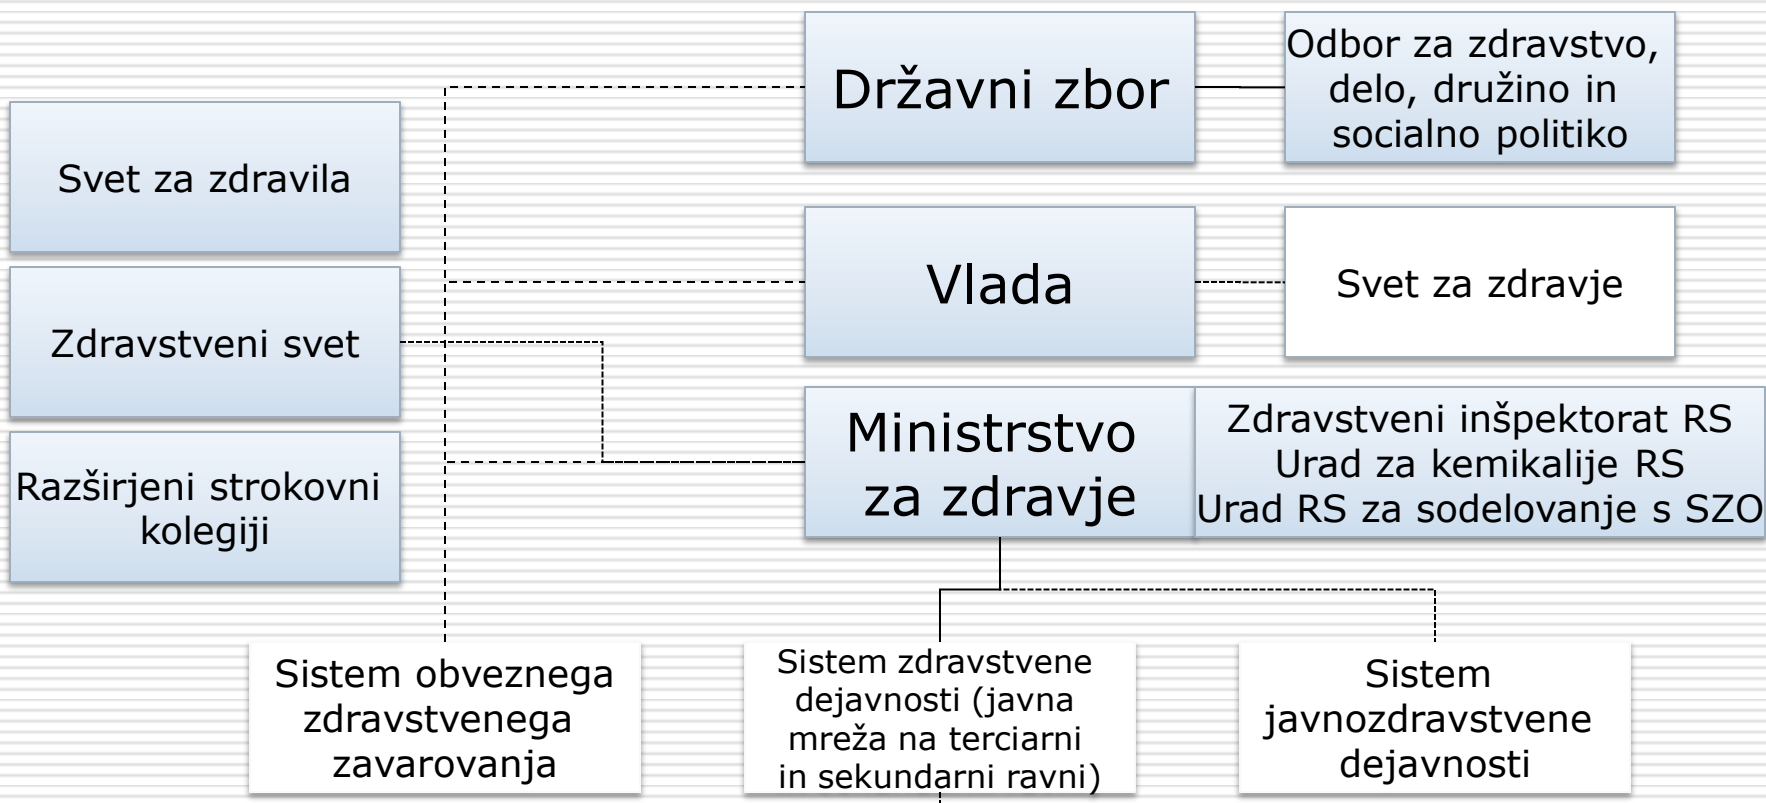 Državni zbor
Odbor za zdravstvo,
delo, družino in
socialno politiko
Svet za zdravila
Vlada
Svet za zdravje
Zdravstveni svet
Ministrstvo
za zdravje
Zdravstveni inšpektorat RS
Urad za kemikalije RS
Urad RS za sodelovanje s SZO
Razširjeni strokovni
kolegiji
Sistem obveznega
zdravstvenega
zavarovanja
Sistem zdravstvene
dejavnosti (javna
mreža na terciarni
in sekundarni ravni)
Sistem
javnozdravstvene
dejavnosti